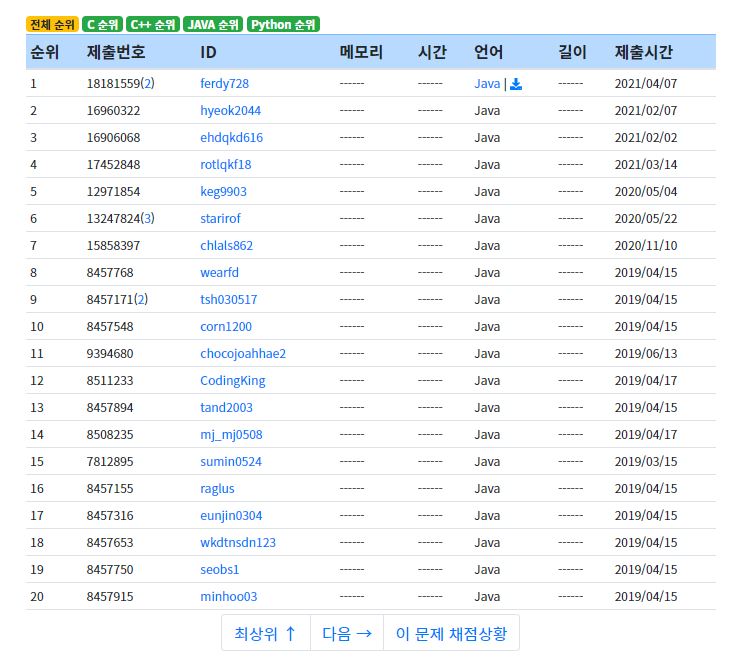 전체 순위 C 순위 C++ 순위 JAVA 순위 Python 순위
순위 제출번호 ID 메모리 시간 언어 길이 제출시간
1 18181559(2) ferdy728 ------ ------ Java | ------ 2021/04/07
2 16960322 hyeok2044 ------ ------ Java ------ 2021/02/07
3 16906068 ehdqkd616 ------ ------ Java ------ 2021/02/02
4 17452848 rotlqkf18 ------ ------ Java ------ 2021/03/14
5 12971854 keg9903 ------ ------ Java ------ 2020/05/04
6 13247824(3) starirof ------ ------ Java ------ 2020/05/22
7 15858397 chlals862 ------ ------ Java ------ 2020/11/10
8 8457768 wearfd ------ ------ Java ------ 2019/04/15
9 8457171(2) tsh030517 ------ ------ Java ------ 2019/04/15
10 8457548 corn1200 ------ ------ Java ------ 2019/04/15
11 9394680 chocojoahhae2 ------ ------ Java ------ 2019/06/13
12 8511233 CodingKing ------ ------ Java ------ 2019/04/17
13 8457894 tand2003 ------ ------ Java ------ 2019/04/15
14 8508235 mj_mj0508 ------ ------ Java ------ 2019/04/17
15 7812895 sumin0524 ------ ------ Java ------ 2019/03/15
16 8457155 raglus ------ ------ Java ------ 2019/04/15
17 8457316 eunjin0304 ------ ------ Java ------ 2019/04/15
18 8457653 wkdtnsdn123 ------ ------ Java ------ 2019/04/15
19 8457750 seobs1 ------ ------ Java ------ 2019/04/15
20 8457915 minhoo03 ------ ------ Java ------ 2019/04/15
최상위 ↑ 다음 → 이 문제 채점상황